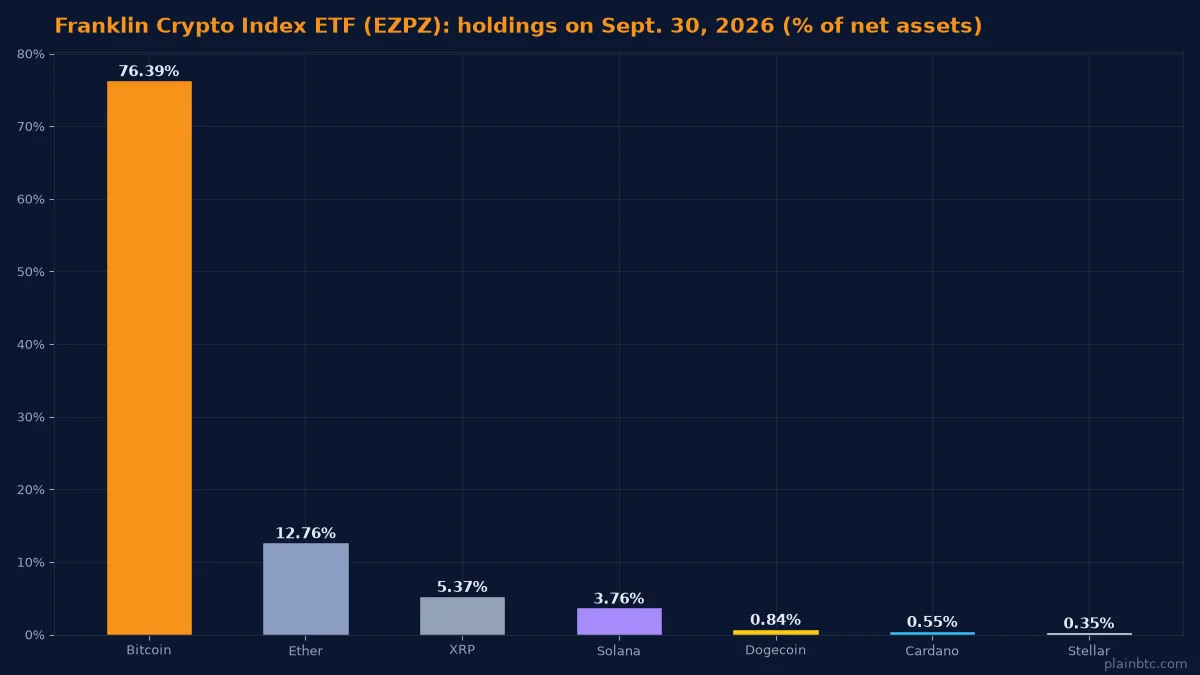 Franklin Crypto Index ETF (EZPZ): holdings on Sept. 30, 2026 (% of net assets)
80%
70%
60%
50%
40%
30%
20%
10%
0%
76.39%
12.76%
5.37%
3.76%
0.84%
0.55%
0.35%
Bitcoin
Ether
XRP
Solana
Dogecoin
Cardano
Stellar
plainbtc.com